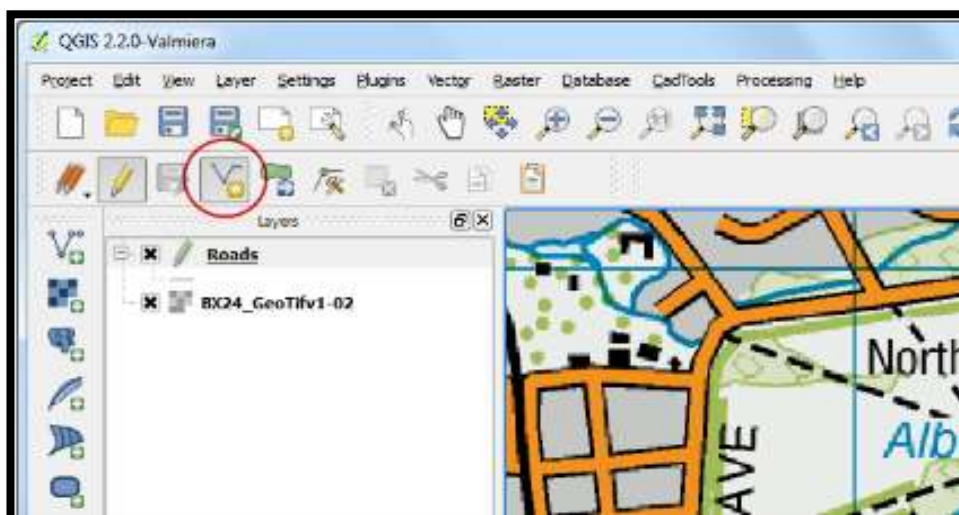 QGIS 2.2.0-Valmiera
Project Edit View Layer Settings Plugins Vector Raster Database CadTools Processing Help
Layers
Roads
BX24_GeoTifv1-02
North
Alb
AVE